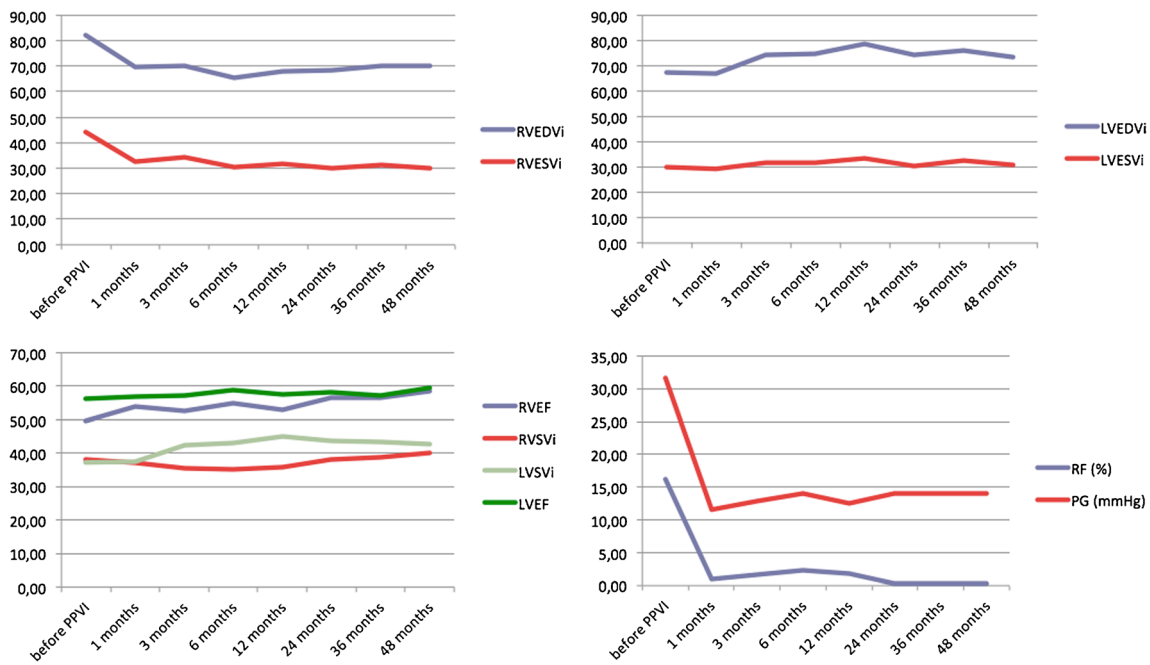 90,00
80,00
70,00
60,00
50,00
40,00
30,00
20,00
10,00
0,00
before PPVI
1 months
3 months
6 months
12 months
24 months
36 months
48 months
RVEDVi
RVESVi
90,00
80,00
70,00
60,00
50,00
40,00
30,00
20,00
10,00
0,00
before PPVI
1 months
3 months
6 months
12 months
24 months
36 months
48 months
LVEDVi
LVESVi
70,00
60,00
50,00
40,00
30,00
20,00
10,00
0,00
before PPVI
1 months
3 months
6 months
12 months
24 months
36 months
48 months
RVEF
RVSVi
LVSVi
LVEF
35,00
30,00
25,00
20,00
15,00
10,00
5,00
0,00
before PPVI
1 months
3 months
6 months
12 months
24 months
36 months
48 months
RF (%)
PG (mmHg)